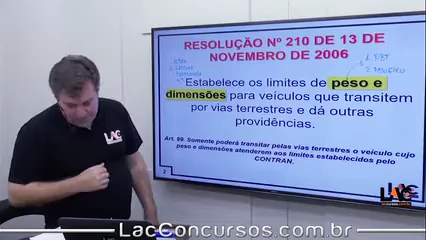 RESOLUÇÃO Nº 210 DE 13 DE
NOVEMBRO DE 2006
Estabelece os limites de peso e
dimensões para veículos que transitem
por vias terrestres e dá outras
providências.
Art. 99. Somente poderá transitar pelas vias terrestres o veículo cujo
peso e dimensões atenderem aos limites estabelecidos pelo
CONTRAN.
2
LAC
LAC
LacConcursos.com.br